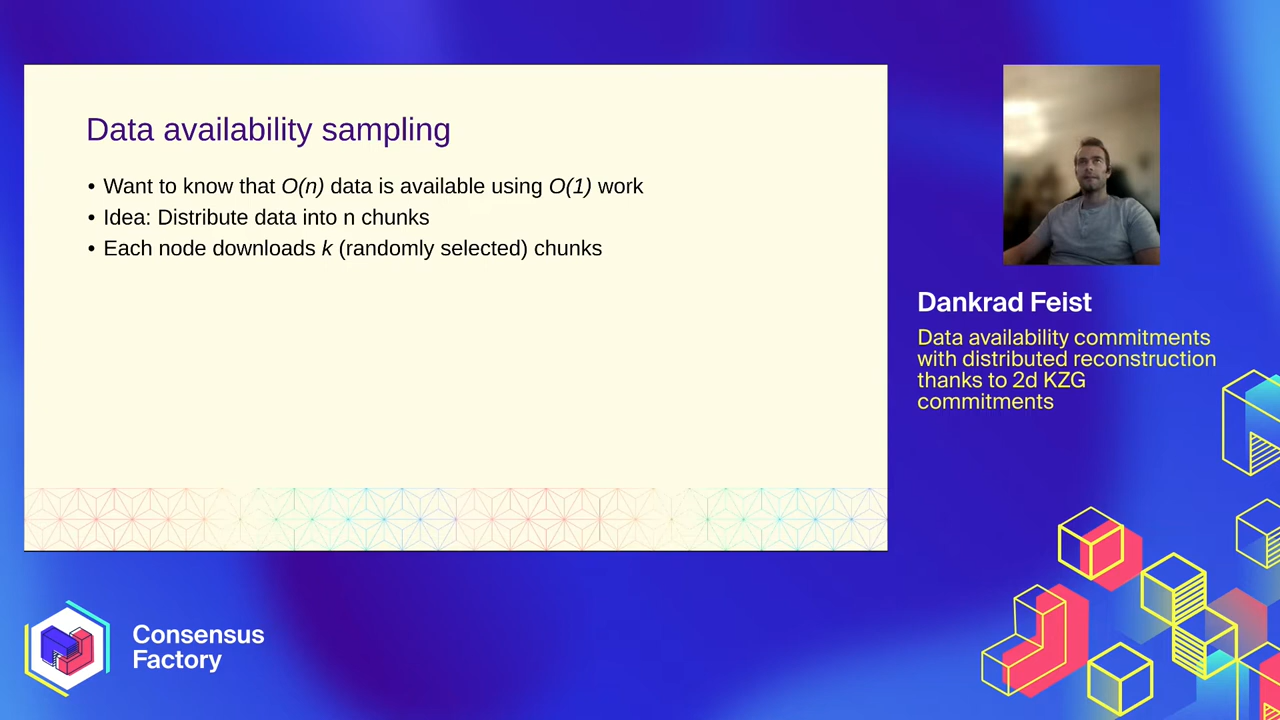 Data availability sampling
• Want to know that O(n) data is available using O(1) work
• Idea: Distribute data into n chunks
• Each node downloads k (randomly selected) chunks
Dankrad Feist
Data availability commitments
with distributed reconstruction
thanks to 2d KZG
commitments
Consensus
Factory